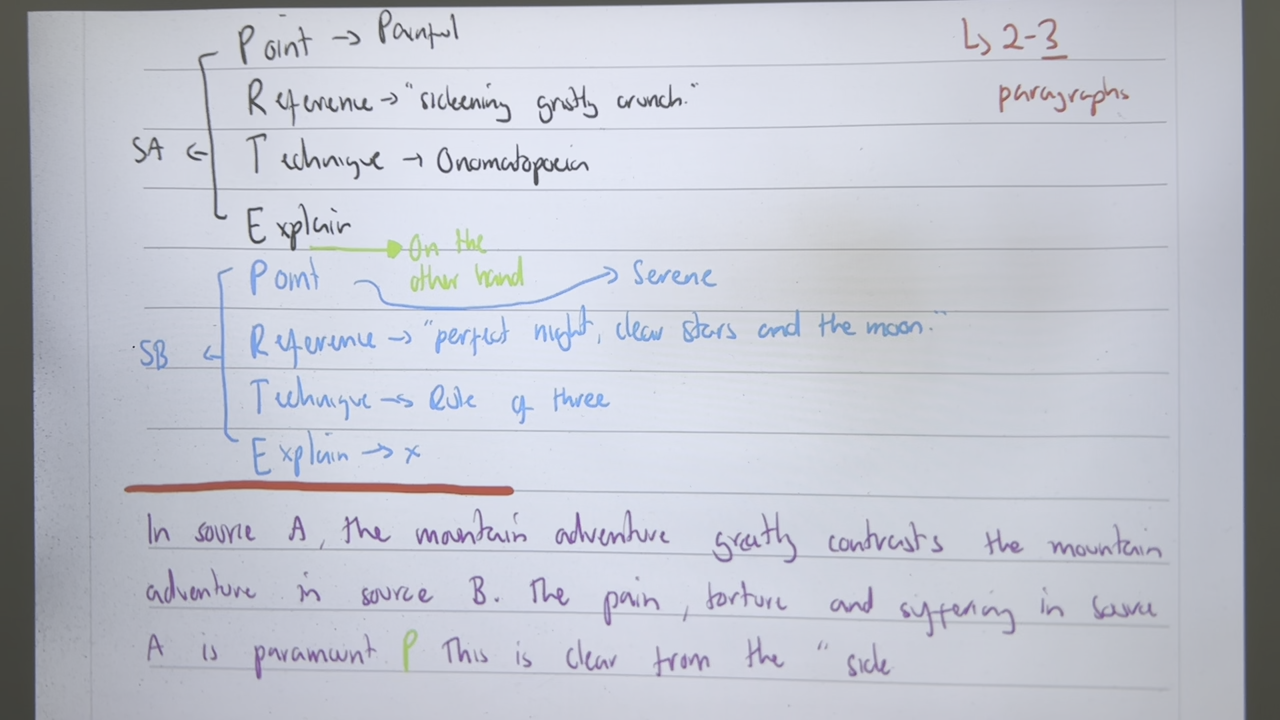 Point → Painful
↳ 2-3
Reference → "sickening gristly crunch."
paragraphs
SA ← Technique → Onomatopoeia
Explain
On the
other hand
Point → Serene
Reference → "perfect night, clear stars and the moon."
SB ←
Technique → Rule of three
Explain → x
In source A, the mountain adventure greatly contrasts the mountain
adventure in source B. The pain, torture and suffering in source
A is paramount P This is clear from the "sicke